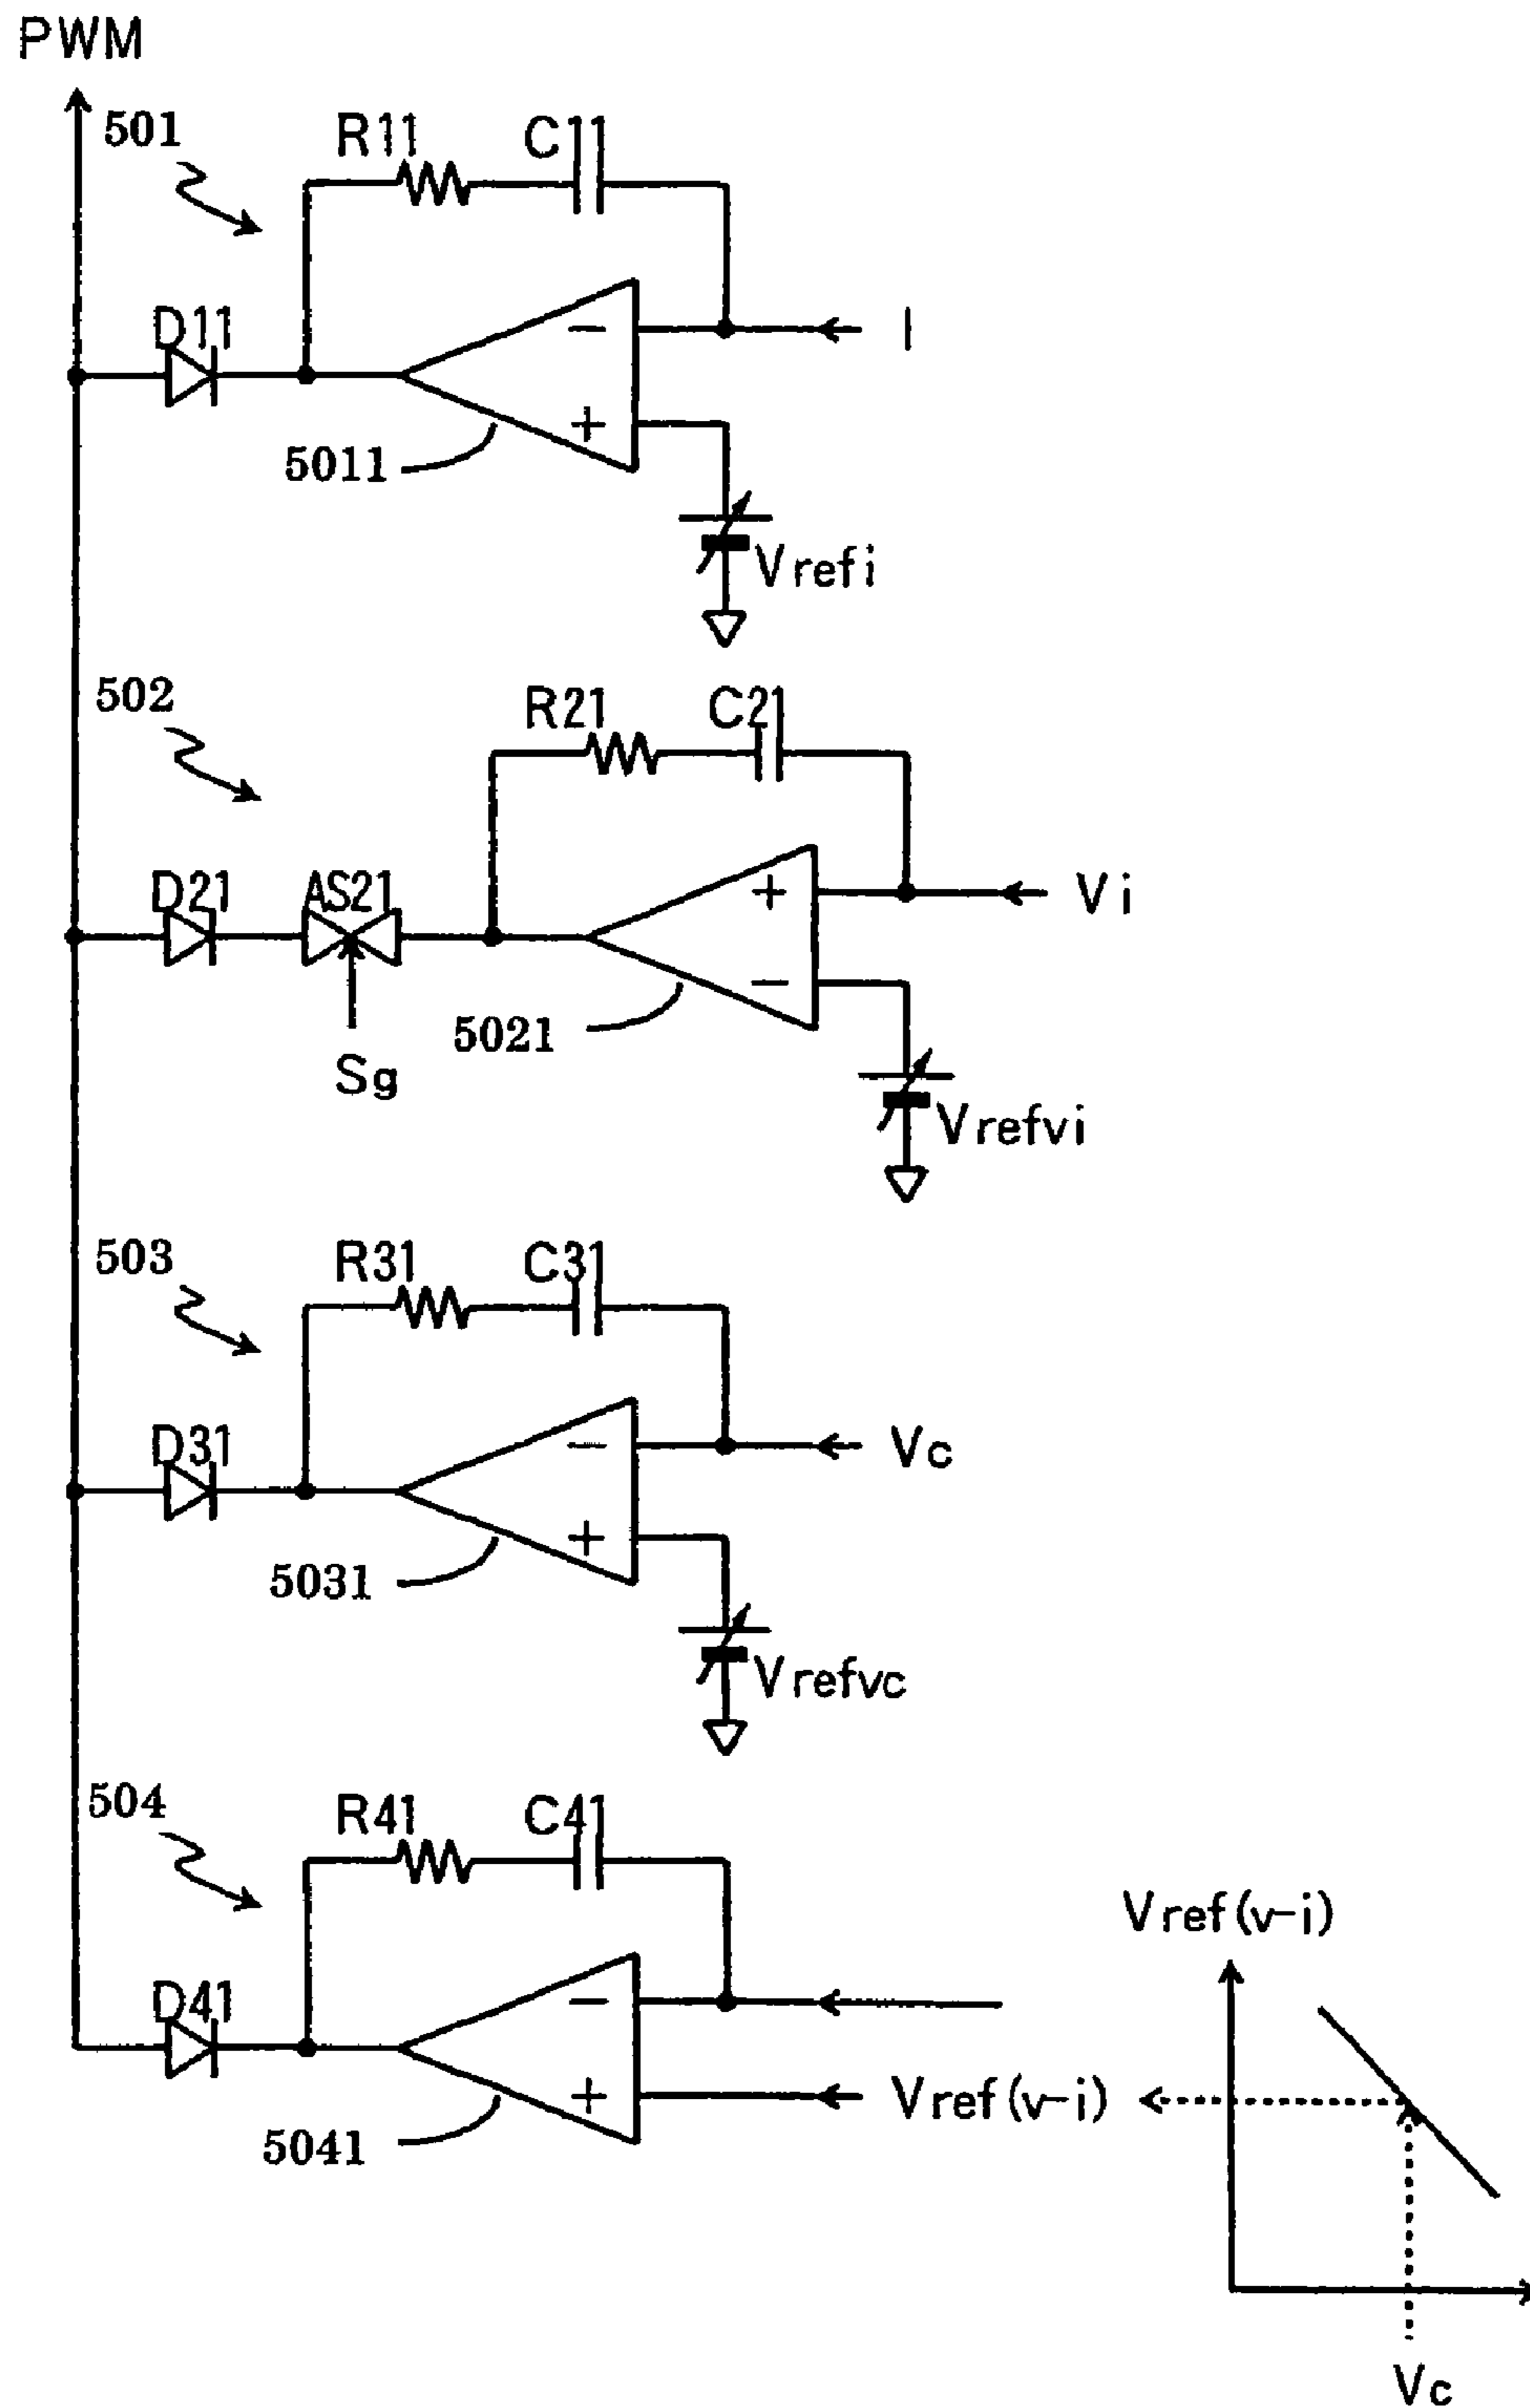 PWM
501
R11
C11
D11
I
5011
Vrefi
502
R21
C21
D21
AS21
Vi
5021
Sg
Vrefvi
503
R31
C31
D31
Vc
5031
Vrefvc
504
R41
C41
Vref(v-i)
D41
Vref(v-i)
5041
Vc